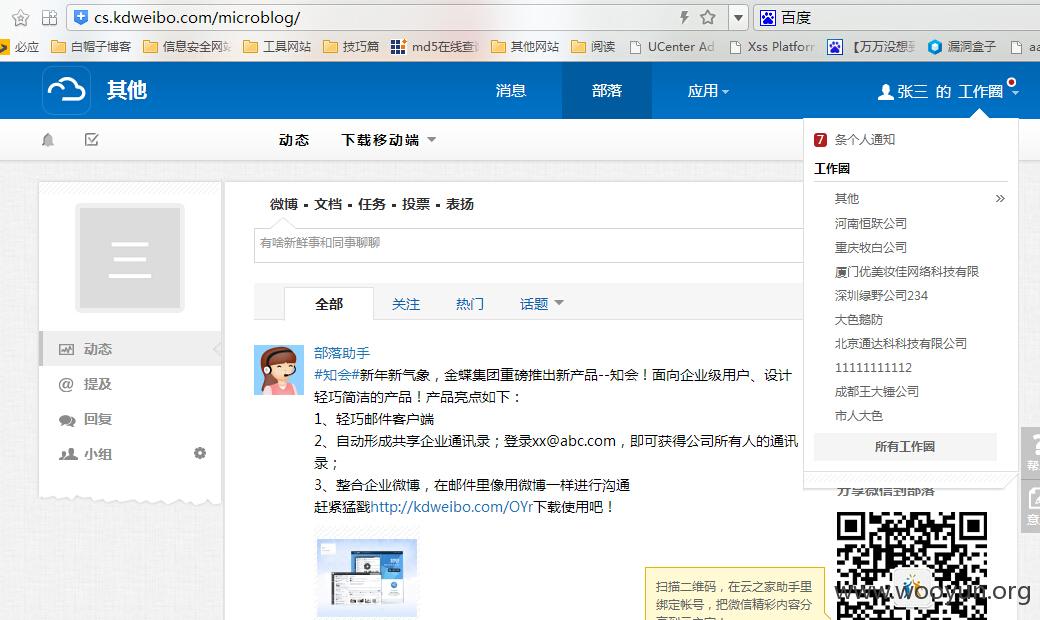 cs.kdweibo.com/microblog/
百度
必应 白帽子博客 信息安全网站 工具网站 技巧篇 md5在线查询 其他网站 阅读 UCenter Ad Xss Platform 【万万没想到 漏洞盒子 aa
其他 消息 部落 应用 张三 的 工作圈
动态 下载移动端
7 条个人通知
工作圈
其他 »
河南恒跃公司
重庆牧白公司
厦门优美妆佳网络科技有限
深圳绿野公司234
大色鹅防
北京通达科科技有限公司
11111111112
成都王大锤公司
市人大色
所有工作圈
三
动态
@ 提及
回复
小组
微博 • 文档 • 任务 • 投票 • 表扬
有啥新鲜事和同事聊聊
全部 关注 热门 话题
部落助手
#知会#新年新气象，金蝶集团重磅推出新产品--知会！面向企业级用户、设计
轻巧简洁的产品！产品亮点如下：
1、轻巧邮件客户端
2、自动形成共享企业通讯录；登录xx@abc.com，即可获得公司所有人的通讯
录；
3、整合企业微博，在邮件里像用微博一样进行沟通
赶紧猛戳http://kdweibo.com/OYr下载使用吧！
分享微信到部落
扫描二维码，在云之家助手里
绑定帐号，把微信精彩内容分
?
帮
意
www.wooyun.org